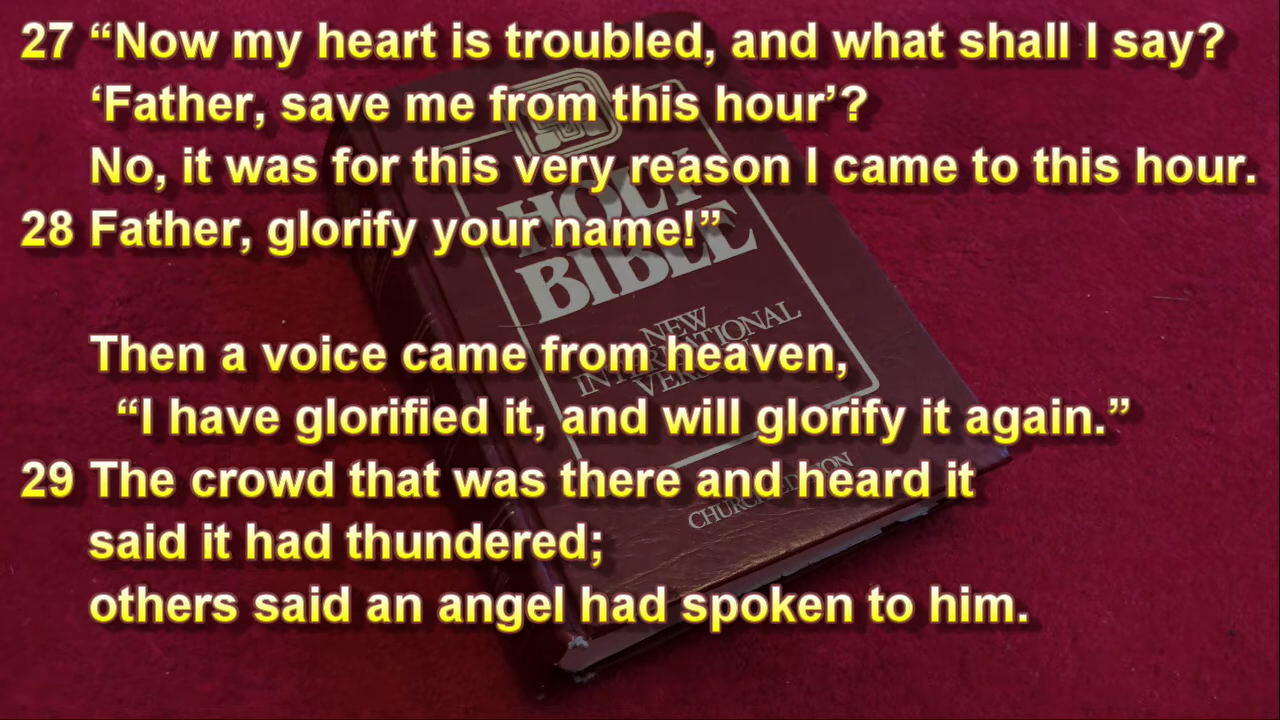 27 “Now my heart is troubled, and what shall I say?
‘Father, save me from this hour’?
No, it was for this very reason I came to this hour.
28 Father, glorify your name!”
Then a voice came from heaven,
“I have glorified it, and will glorify it again.”
29 The crowd that was there and heard it
said it had thundered;
others said an angel had spoken to him.
HOLY
BIBLE
NEW
INTERNATIONAL
VERSION
CHURCH EDITION